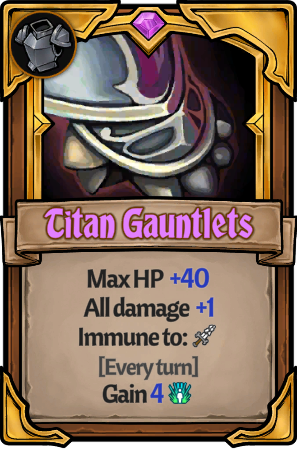 Titan Gauntlets
Max HP +40
All damage +1
Immune to:
[Every turn]
Gain 4